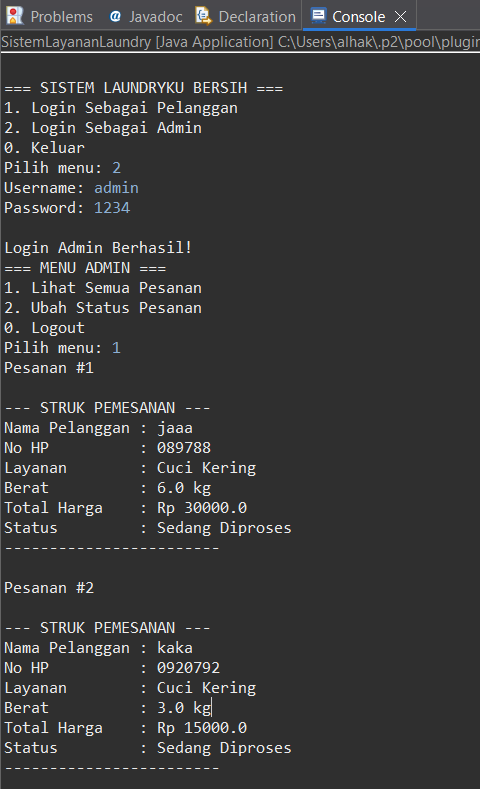 Problems Javadoc Declaration Console
SistemLayananLaundry [Java Application] C:\Users\alhak\.p2\pool\plugin
=== SISTEM LAUNDRYKU BERSIH ===
1. Login Sebagai Pelanggan
2. Login Sebagai Admin
0. Keluar
Pilih menu: 2
Username: admin
Password: 1234
Login Admin Berhasil!
=== MENU ADMIN ===
1. Lihat Semua Pesanan
2. Ubah Status Pesanan
0. Logout
Pilih menu: 1
Pesanan #1
--- STRUK PEMESANAN ---
Nama Pelanggan : jaaa
No HP          : 089788
Layanan        : Cuci Kering
Berat          : 6.0 kg
Total Harga    : Rp 30000.0
Status         : Sedang Diproses
------------------------
Pesanan #2
--- STRUK PEMESANAN ---
Nama Pelanggan : kaka
No HP          : 0920792
Layanan        : Cuci Kering
Berat          : 3.0 kg
Total Harga    : Rp 15000.0
Status         : Sedang Diproses
------------------------